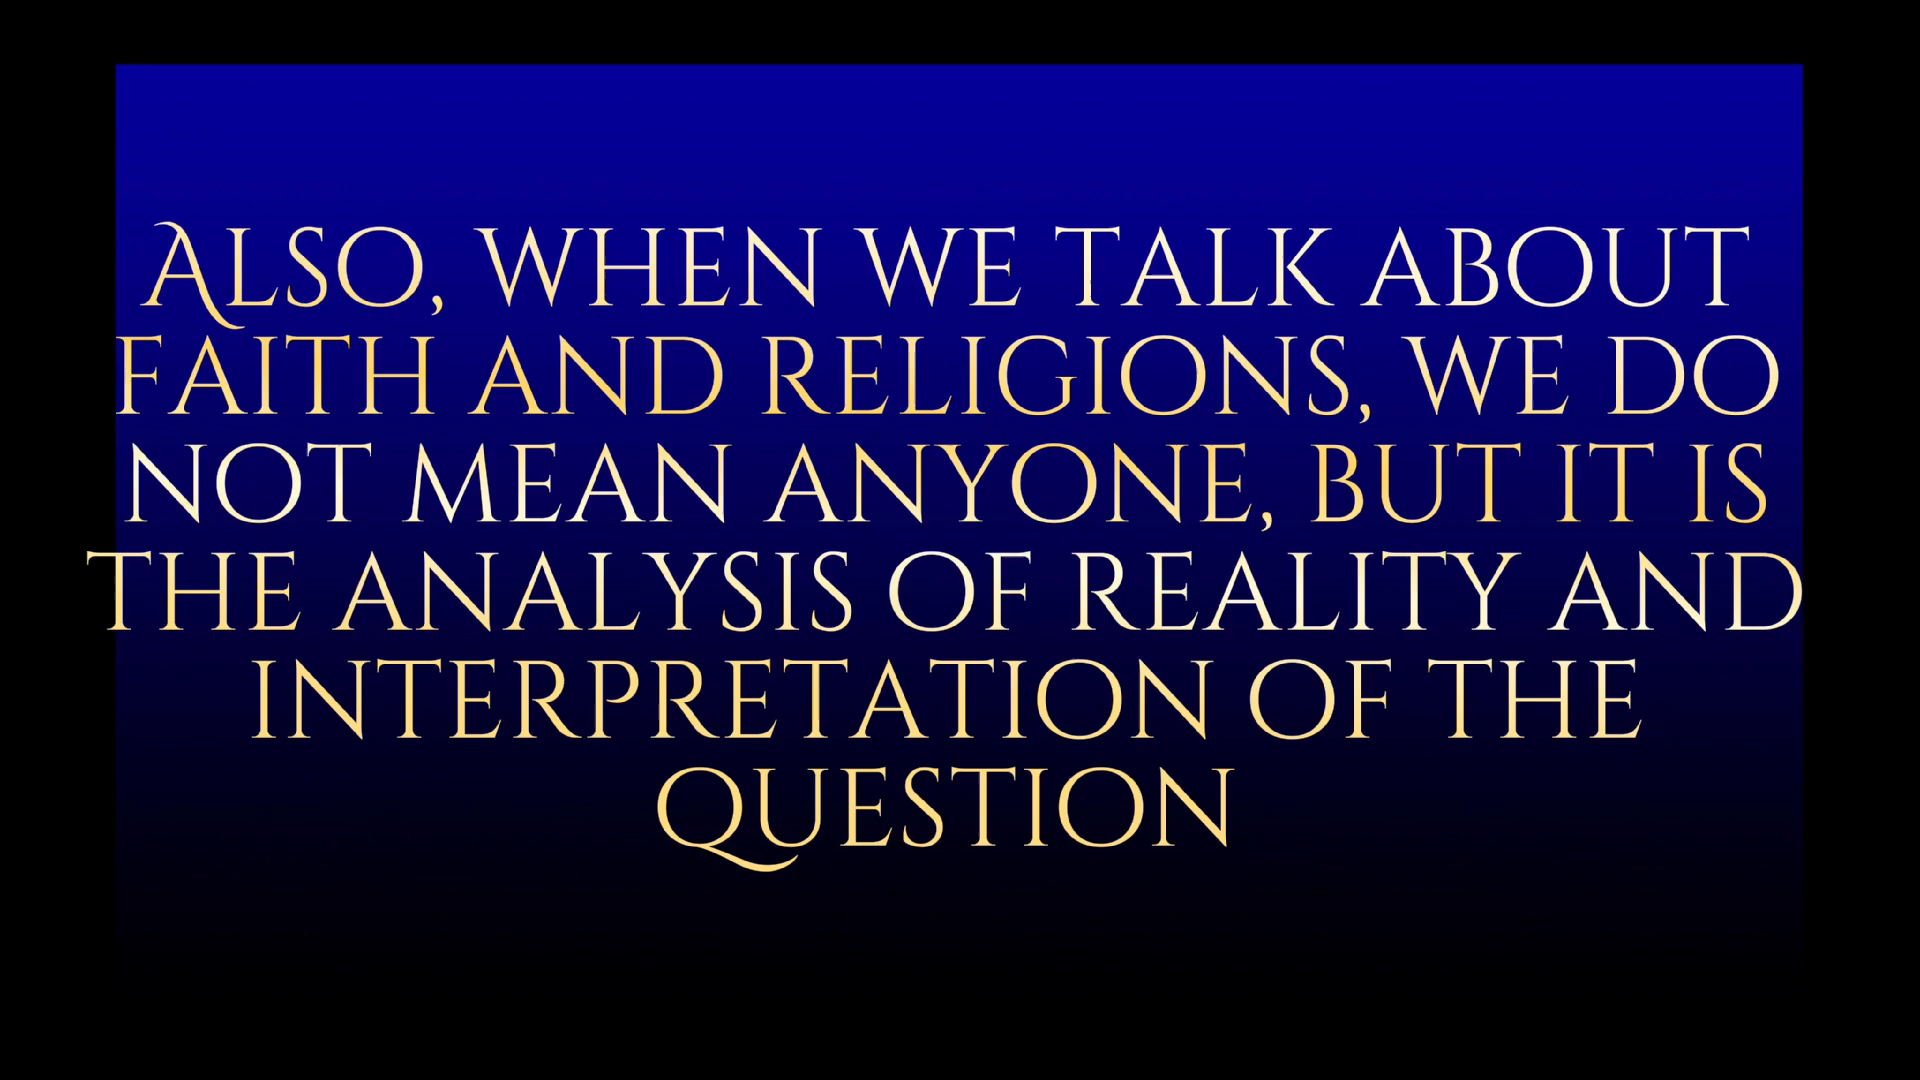 Also, when we talk about
faith and religions, we do
not mean anyone, but it is
the analysis of reality and
interpretation of the
question